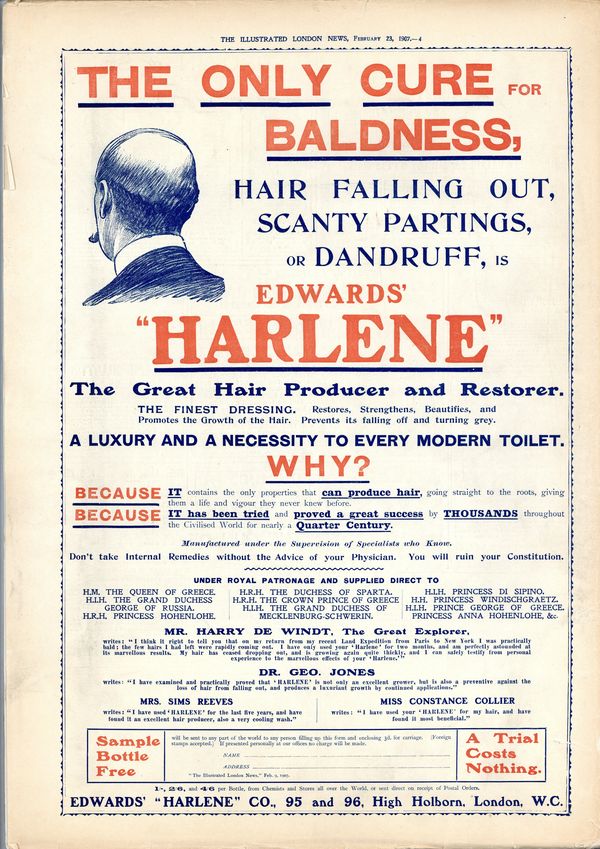 THE ILLUSTRATED LONDON NEWS, FEBRUARY 23, 1907.—4
THE ONLY CURE FOR
BALDNESS,
HAIR FALLING OUT,
SCANTY PARTINGS,
OR DANDRUFF, IS
EDWARDS'
"HARLENE"
The Great Hair Producer and Restorer.
THE FINEST DRESSING. Restores, Strengthens, Beautifies, and
Promotes the Growth of the Hair. Prevents its falling off and turning grey.
A LUXURY AND A NECESSITY TO EVERY MODERN TOILET.
WHY?
BECAUSE IT contains the only properties that can produce hair, going straight to the roots, giving
them a life and vigour they never knew before.
BECAUSE IT has been tried and proved a great success by THOUSANDS throughout
the Civilised World for nearly a Quarter Century.
Manufactured under the Supervision of Specialists who Know.
Don't take Internal Remedies without the Advice of your Physician. You will ruin your Constitution.
UNDER ROYAL PATRONAGE AND SUPPLIED DIRECT TO
H.M. THE QUEEN OF GREECE.
H.I.H. THE GRAND DUCHESS
GEORGE OF RUSSIA.
H.R.H. PRINCESS HOHENLOHE.
H.R.H. THE DUCHESS OF SPARTA.
H.R.H. THE CROWN PRINCE OF GREECE
H.I.H. THE GRAND DUCHESS OF
MECKLENBURG-SCHWERIN.
H.I.H. PRINCESS DI SIPINO.
H.H. PRINCESS WINDISCHGRAETZ.
H.I.H. PRINCE GEORGE OF GREECE.
PRINCESS ANNA HOHENLOHE, &c.
MR. HARRY DE WINDT, The Great Explorer,
writes: "I think it right to tell you that on my return from my recent Land Expedition from Paris to New York I was practically
bald; the few hairs I had left were rapidly coming out. I have only used your 'Harlene' for two months, and am perfectly astounded at
its marvellous results. My hair has ceased dropping out, and is growing again quite thickly, and I can safely testify from personal
experience to the marvellous effects of your 'Harlene.'"
DR. GEO. JONES
writes: "I have examined and practically proved that 'HARLENE' is not only an excellent grower, but is also a preventive against the
loss of hair from falling out, and produces a luxuriant growth by continued applications."
MRS. SIMS REEVES
writes: "I have used 'HARLENE' for the last five years, and have
found it an excellent hair producer, also a very cooling wash."
MISS CONSTANCE COLLIER
writes: "I have used your 'HARLENE' for my hair, and have
found it most beneficial."
Sample
Bottle
Free
will be sent to any part of the world to any person filling up this form and enclosing 3d. for carriage. (Foreign
stamps accepted.) If presented personally at our offices no charge will be made.
NAME
ADDRESS
"The Illustrated London News," Feb. 2, 1907.
A Trial
Costs
Nothing.
1/-, 2/6, and 4/6 per Bottle, from Chemists and Stores all over the World, or sent direct on receipt of Postal Orders.
EDWARDS' "HARLENE" CO., 95 and 96, High Holborn, London, W.C.